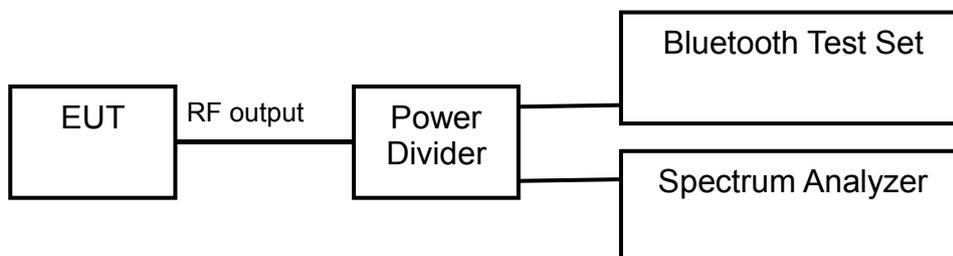 EUT
RF output
Power
Divider
Bluetooth Test Set
Spectrum Analyzer